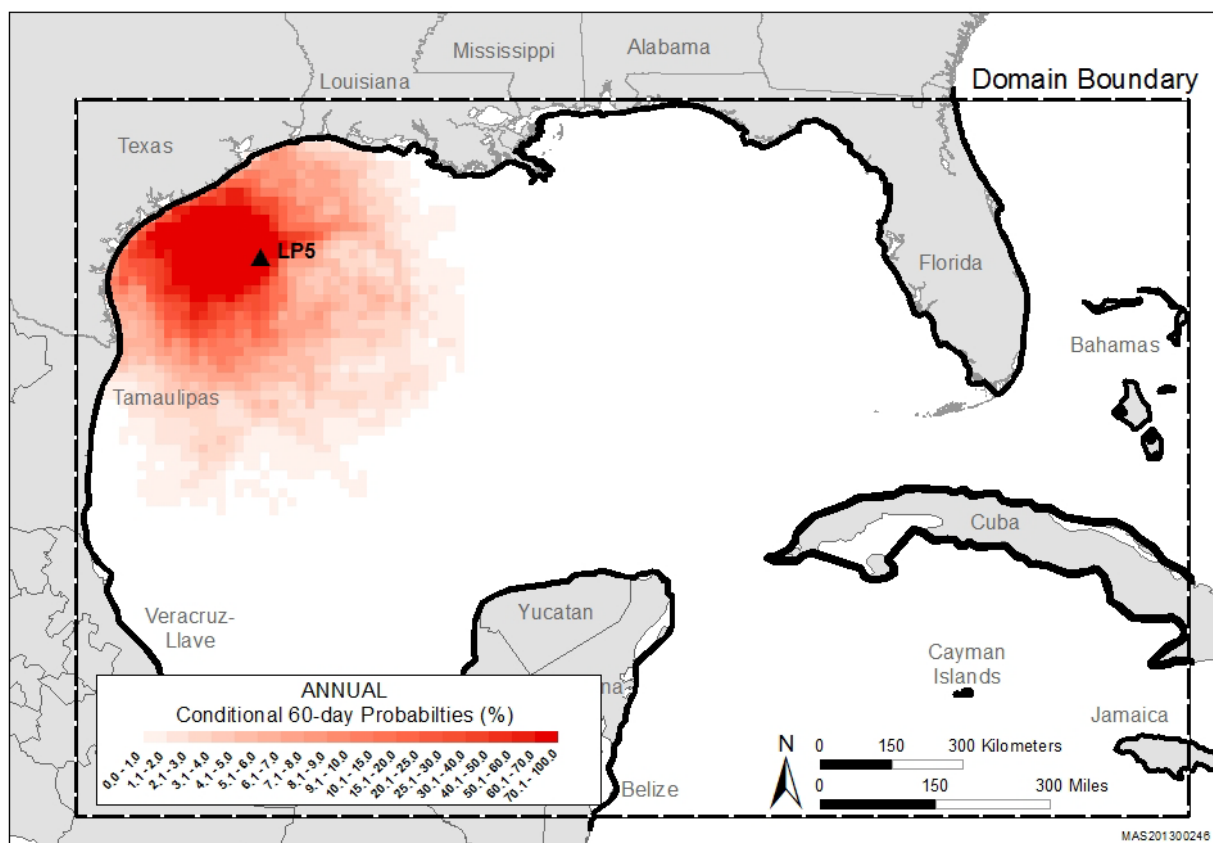 Mississippi
Alabama
Louisiana
Domain Boundary
Texas
LP5
Florida
Bahamas
Tamaulipas
Cuba
Yucatan
Veracruz-
Llave
Cayman
Islands
na
ANNUAL
Conditional 60-day Probabilties (%)
0.0 - 1.0
1.1 - 2.0
2.1 - 3.0
3.1 - 4.0
4.1 - 5.0
5.1 - 6.0
6.1 - 7.0
7.1 - 8.0
8.1 - 9.0
9.1 - 10.0
10.1 - 15.0
15.1 - 20.0
20.1 - 25.0
25.1 - 30.0
30.1 - 40.0
40.1 - 50.0
50.1 - 60.0
60.1 - 70.0
70.1 - 100.0
Jamaica
N
0 150 300 Kilometers
0 150 300 Miles
Belize
MAS201300246